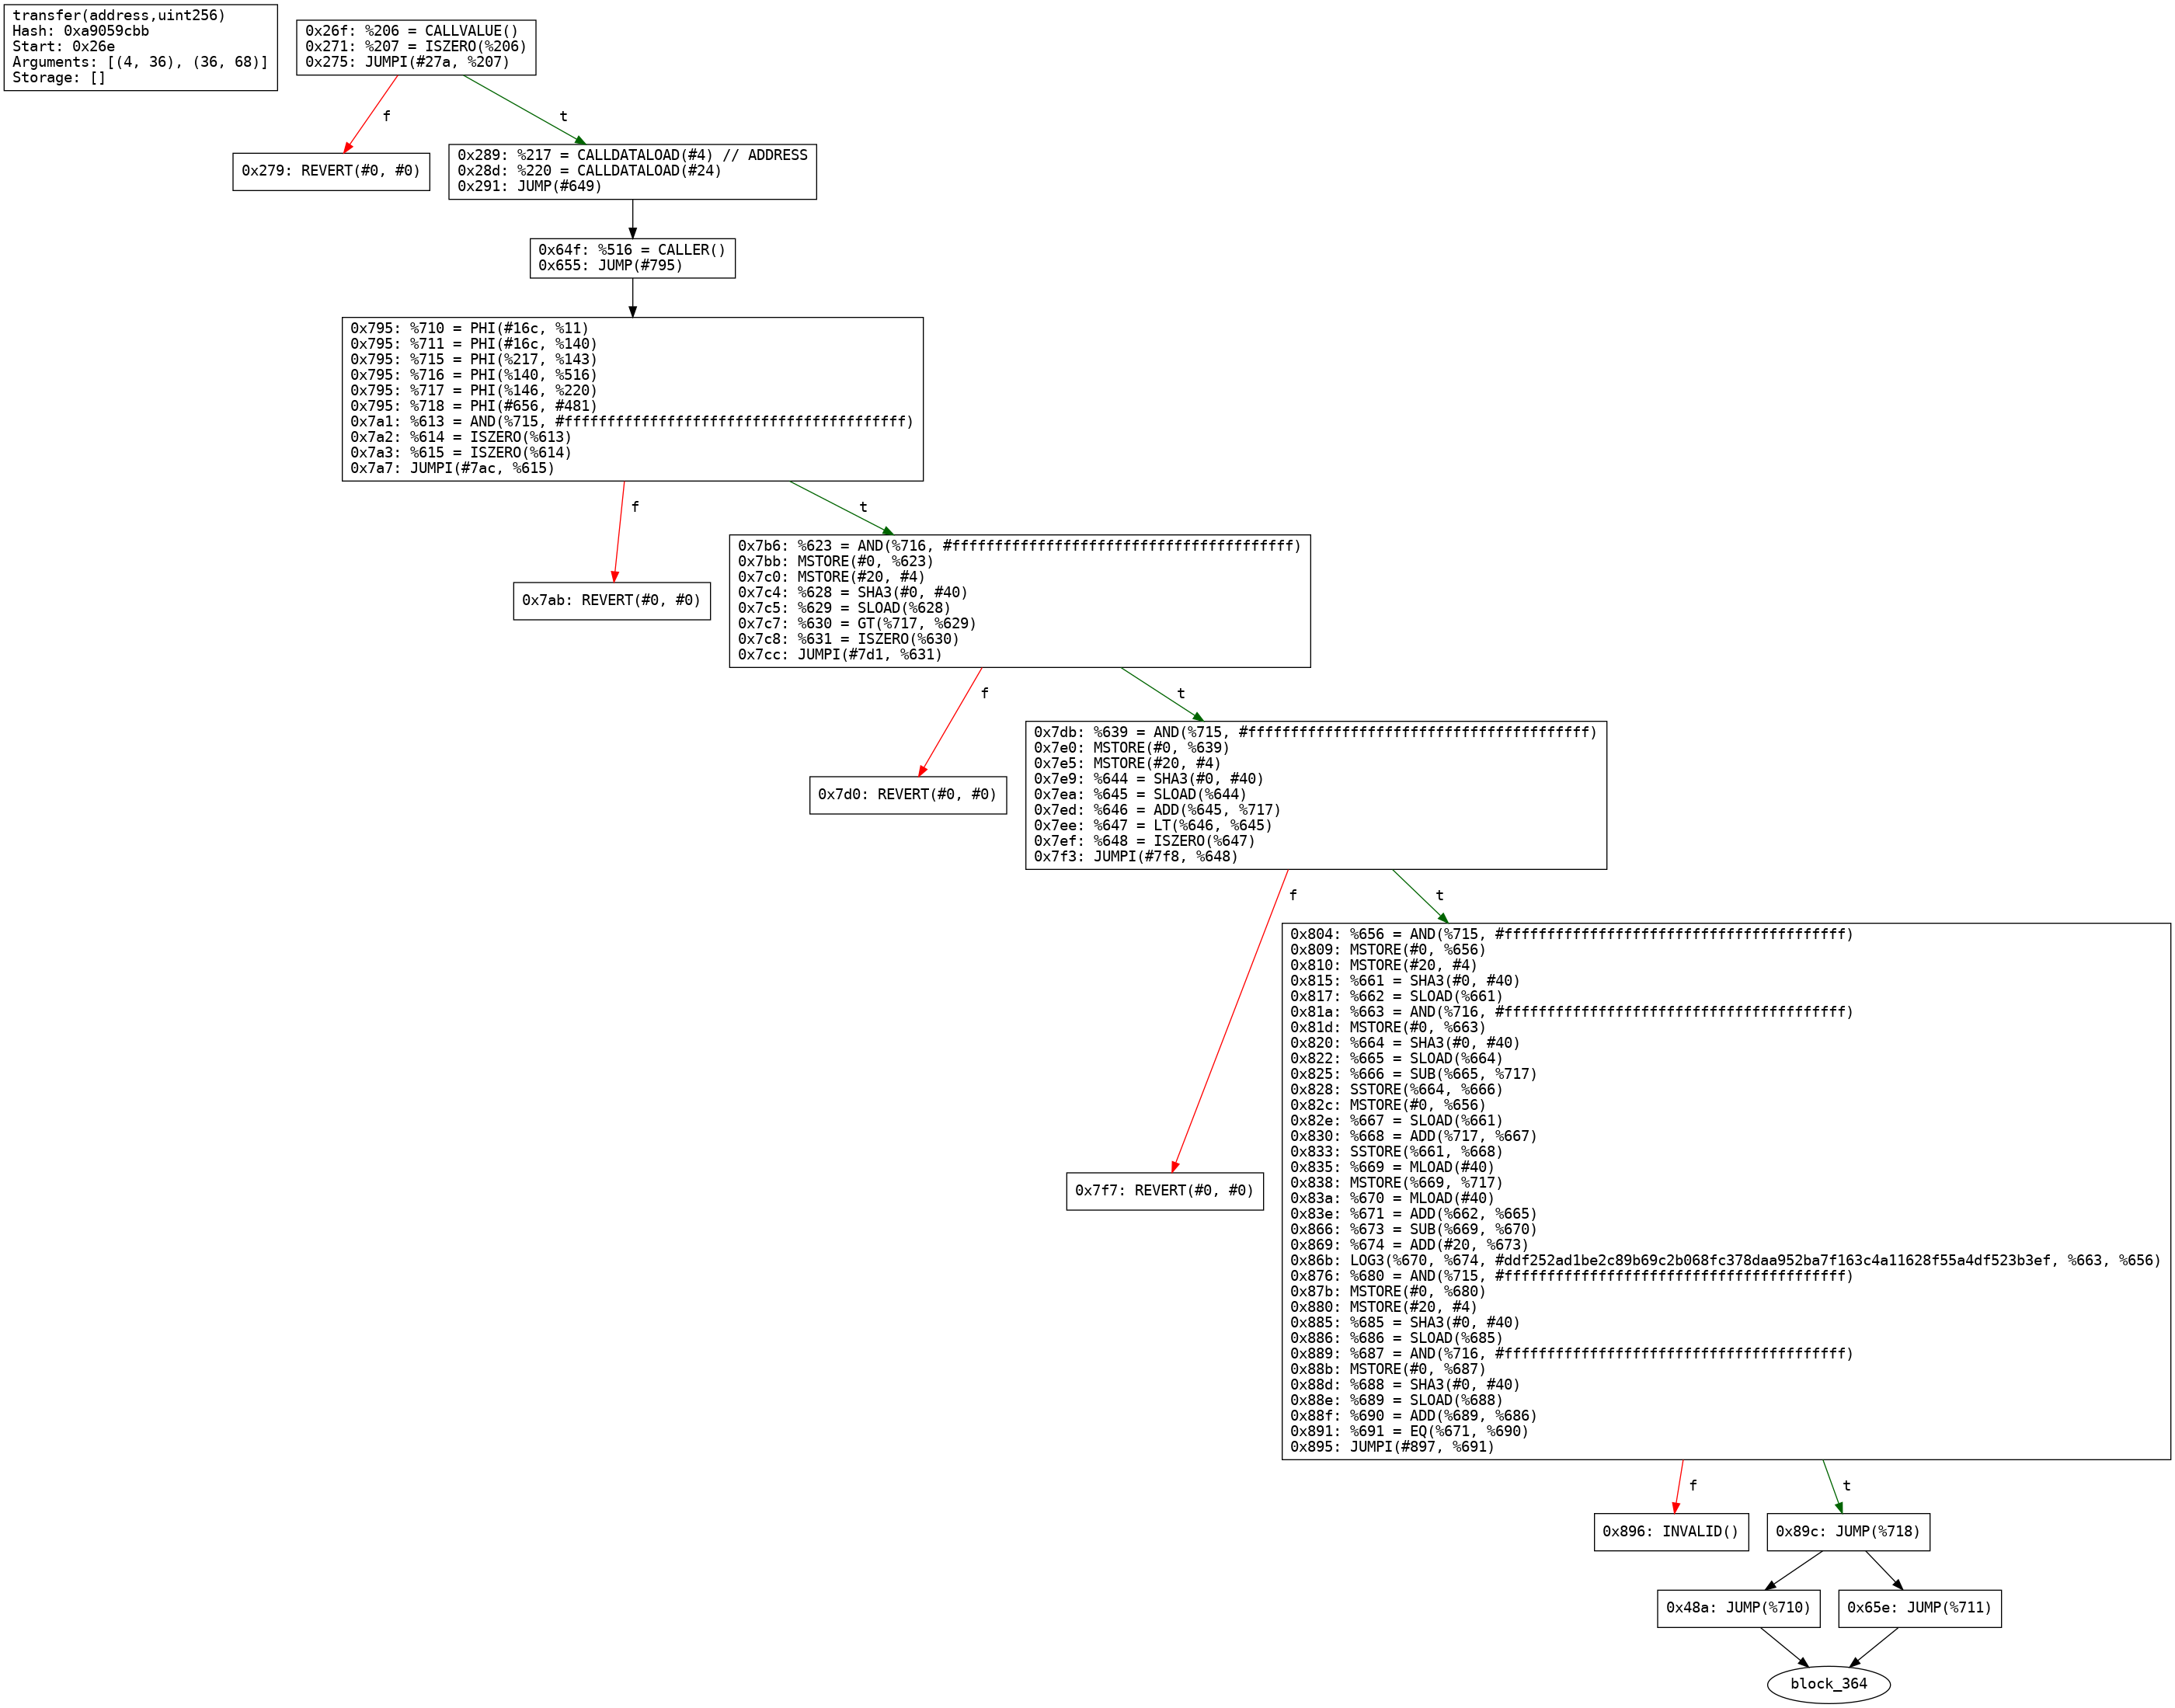 transfer(address,uint256)
Hash: 0xa9059cbb
Start: 0x26e
Arguments: [(4, 36), (36, 68)]
Storage: []
0x26f: %206 = CALLVALUE()
0x271: %207 = ISZERO(%206)
0x275: JUMPI(#27a, %207)
f
t
0x279: REVERT(#0, #0)
0x289: %217 = CALLDATALOAD(#4) // ADDRESS
0x28d: %220 = CALLDATALOAD(#24)
0x291: JUMP(#649)
0x64f: %516 = CALLER()
0x655: JUMP(#795)
0x795: %710 = PHI(#16c, %11)
0x795: %711 = PHI(#16c, %140)
0x795: %715 = PHI(%217, %143)
0x795: %716 = PHI(%140, %516)
0x795: %717 = PHI(%146, %220)
0x795: %718 = PHI(#656, #481)
0x7a1: %613 = AND(%715, #ffffffffffffffffffffffffffffffffffffffff)
0x7a2: %614 = ISZERO(%613)
0x7a3: %615 = ISZERO(%614)
0x7a7: JUMPI(#7ac, %615)
f
t
0x7ab: REVERT(#0, #0)
0x7b6: %623 = AND(%716, #ffffffffffffffffffffffffffffffffffffffff)
0x7bb: MSTORE(#0, %623)
0x7c0: MSTORE(#20, #4)
0x7c4: %628 = SHA3(#0, #40)
0x7c5: %629 = SLOAD(%628)
0x7c7: %630 = GT(%717, %629)
0x7c8: %631 = ISZERO(%630)
0x7cc: JUMPI(#7d1, %631)
f
t
0x7d0: REVERT(#0, #0)
0x7db: %639 = AND(%715, #ffffffffffffffffffffffffffffffffffffffff)
0x7e0: MSTORE(#0, %639)
0x7e5: MSTORE(#20, #4)
0x7e9: %644 = SHA3(#0, #40)
0x7ea: %645 = SLOAD(%644)
0x7ed: %646 = ADD(%645, %717)
0x7ee: %647 = LT(%646, %645)
0x7ef: %648 = ISZERO(%647)
0x7f3: JUMPI(#7f8, %648)
f
t
0x7f7: REVERT(#0, #0)
0x804: %656 = AND(%715, #ffffffffffffffffffffffffffffffffffffffff)
0x809: MSTORE(#0, %656)
0x810: MSTORE(#20, #4)
0x815: %661 = SHA3(#0, #40)
0x817: %662 = SLOAD(%661)
0x81a: %663 = AND(%716, #ffffffffffffffffffffffffffffffffffffffff)
0x81d: MSTORE(#0, %663)
0x820: %664 = SHA3(#0, #40)
0x822: %665 = SLOAD(%664)
0x825: %666 = SUB(%665, %717)
0x828: SSTORE(%664, %666)
0x82c: MSTORE(#0, %656)
0x82e: %667 = SLOAD(%661)
0x830: %668 = ADD(%717, %667)
0x833: SSTORE(%661, %668)
0x835: %669 = MLOAD(#40)
0x838: MSTORE(%669, %717)
0x83a: %670 = MLOAD(#40)
0x83e: %671 = ADD(%662, %665)
0x866: %673 = SUB(%669, %670)
0x869: %674 = ADD(#20, %673)
0x86b: LOG3(%670, %674, #ddf252ad1be2c89b69c2b068fc378daa952ba7f163c4a11628f55a4df523b3ef, %663, %656)
0x876: %680 = AND(%715, #ffffffffffffffffffffffffffffffffffffffff)
0x87b: MSTORE(#0, %680)
0x880: MSTORE(#20, #4)
0x885: %685 = SHA3(#0, #40)
0x886: %686 = SLOAD(%685)
0x889: %687 = AND(%716, #ffffffffffffffffffffffffffffffffffffffff)
0x88b: MSTORE(#0, %687)
0x88d: %688 = SHA3(#0, #40)
0x88e: %689 = SLOAD(%688)
0x88f: %690 = ADD(%689, %686)
0x891: %691 = EQ(%671, %690)
0x895: JUMPI(#897, %691)
f
t
0x896: INVALID()
0x89c: JUMP(%718)
0x48a: JUMP(%710)
0x65e: JUMP(%711)
block_364